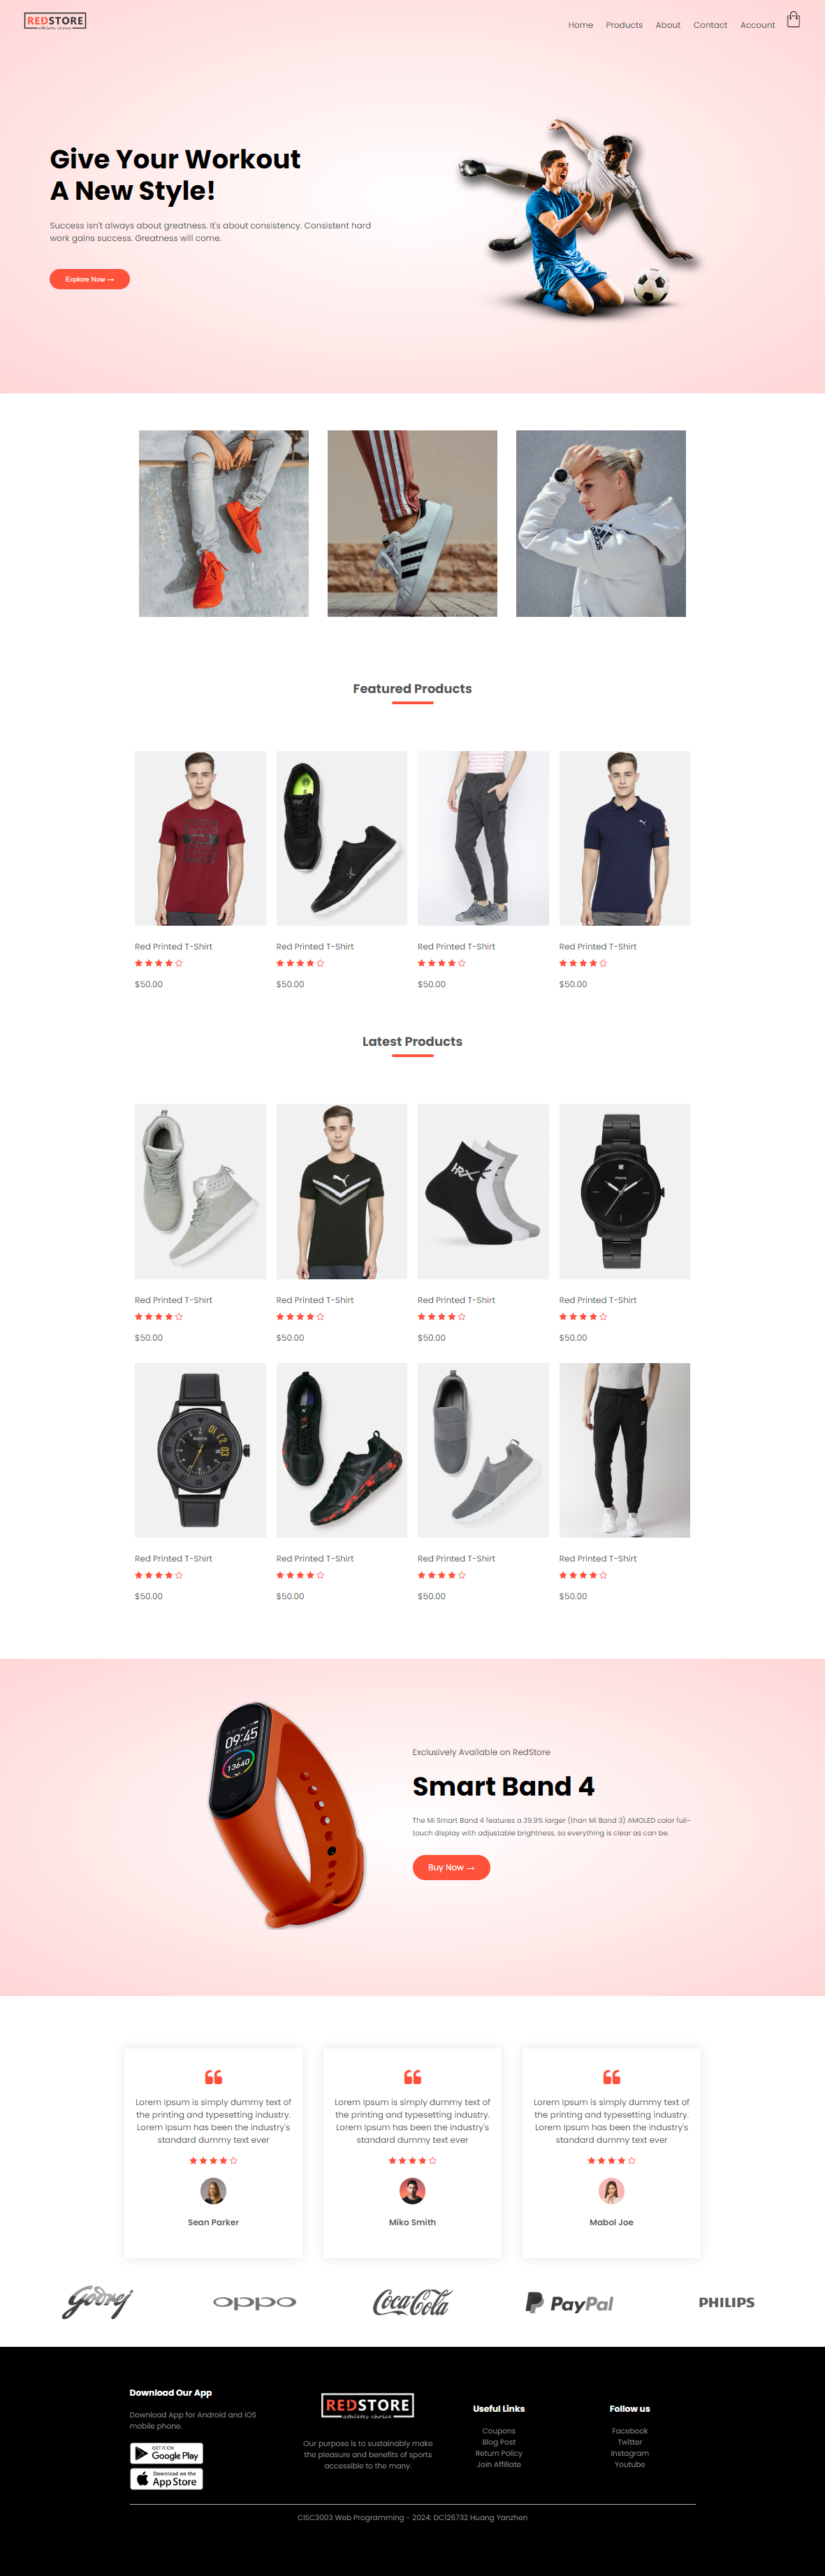 REDSTORE
athletes choice
Home Products About Contact Account
Give Your Workout
A New Style!
Success isn't always about greatness. It's about consistency. Consistent hard
work gains success. Greatness will come.
Explore Now →
adidas
Featured Products
HRX
Red Printed T-Shirt
$50.00
Red Printed T-Shirt
$50.00
Red Printed T-Shirt
$50.00
Red Printed T-Shirt
$50.00
Latest Products
HRX
FOSSIL
Red Printed T-Shirt
$50.00
Red Printed T-Shirt
$50.00
Red Printed T-Shirt
$50.00
Red Printed T-Shirt
$50.00
01 02 03
Red Printed T-Shirt
$50.00
Red Printed T-Shirt
$50.00
Red Printed T-Shirt
$50.00
Red Printed T-Shirt
$50.00
09:45
13640
Exclusively Available on RedStore
Smart Band 4
The Mi Smart Band 4 features a 39.9% larger (than Mi Band 3) AMOLED color full-
touch display with adjustable brightness, so everything is clear as can be.
Buy Now →
Lorem Ipsum is simply dummy text of
the printing and typesetting industry.
Lorem Ipsum has been the industry's
standard dummy text ever
Sean Parker
Lorem Ipsum is simply dummy text of
the printing and typesetting industry.
Lorem Ipsum has been the industry's
standard dummy text ever
Miko Smith
Lorem Ipsum is simply dummy text of
the printing and typesetting industry.
Lorem Ipsum has been the industry's
standard dummy text ever
Mabol Joe
Godrej
oppo
Coca-Cola
PayPal
PHILIPS
Download Our App
Download App for Android and iOS
mobile phone.
GET IT ON
Google Play
Download on the
App Store
REDSTORE
athletes choice
Our purpose is to sustainably make
the pleasure and benefits of sports
accessible to the many.
Useful Links
Coupons
Blog Post
Return Policy
Join Affiliate
Follow us
Facebook
Twitter
Instagram
Youtube
CISC3003 Web Programming - 2024: DC126732 Huang Yanzhen